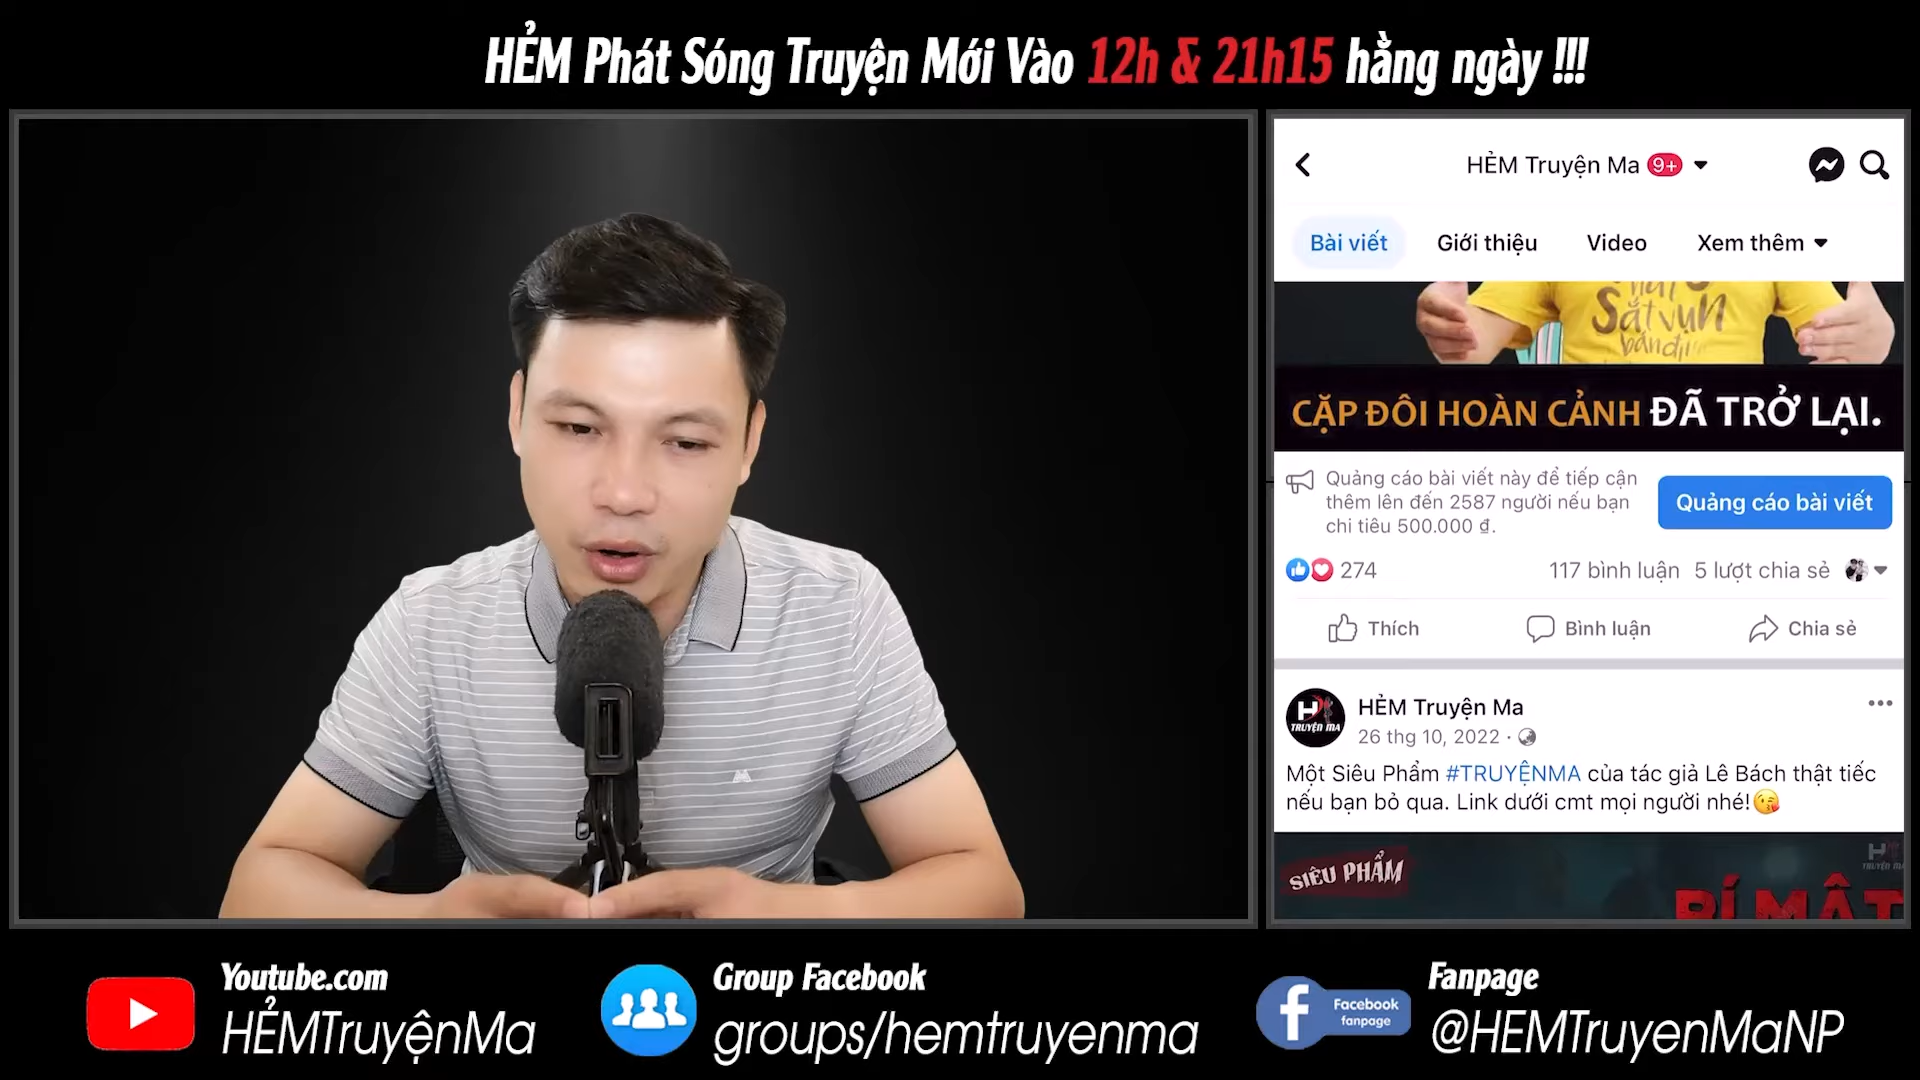 HẺM Phát Sóng Truyện Mới Vào 12h & 21h15 hằng ngày !!!
HẺM Truyện Ma 9+
Bài viết Giới thiệu Video Xem thêm
Sắt vụn
CẶP ĐÔI HOÀN CẢNH ĐÃ TRỞ LẠI.
Quảng cáo bài viết này để tiếp cận
thêm lên đến 2587 người nếu bạn
chi tiêu 500.000 ₫.
Quảng cáo bài viết
274 117 bình luận 5 lượt chia sẻ
Thích Bình luận Chia sẻ
HẺM Truyện Ma
26 thg 10, 2022
Một Siêu Phẩm #TRUYỆNMA của tác giả Lê Bách thật tiếc
nếu bạn bỏ qua. Link dưới cmt mọi người nhé!😘
SIÊU PHẨM
BÍ MẬT
Youtube.com
HẺMTruyệnMa
Group Facebook
groups/hemtruyenma
Facebook
fanpage
Fanpage
@HEMTruyenMaNP